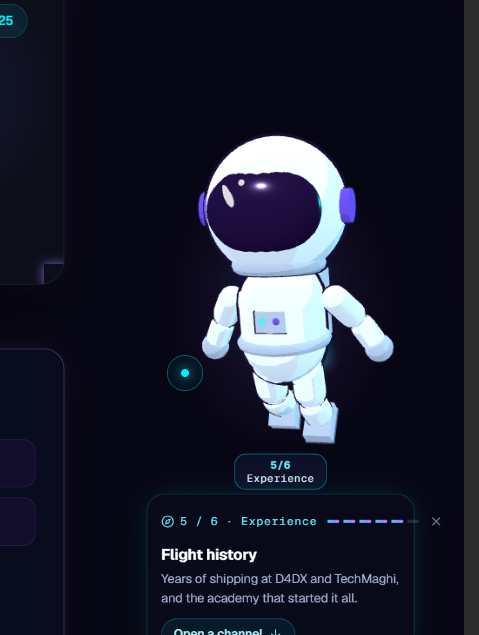 25
5/6
Experience
5 / 6 · Experience
Flight history
Years of shipping at D4DX and TechMaghi,
and the academy that started it all.
Open a channel ↓